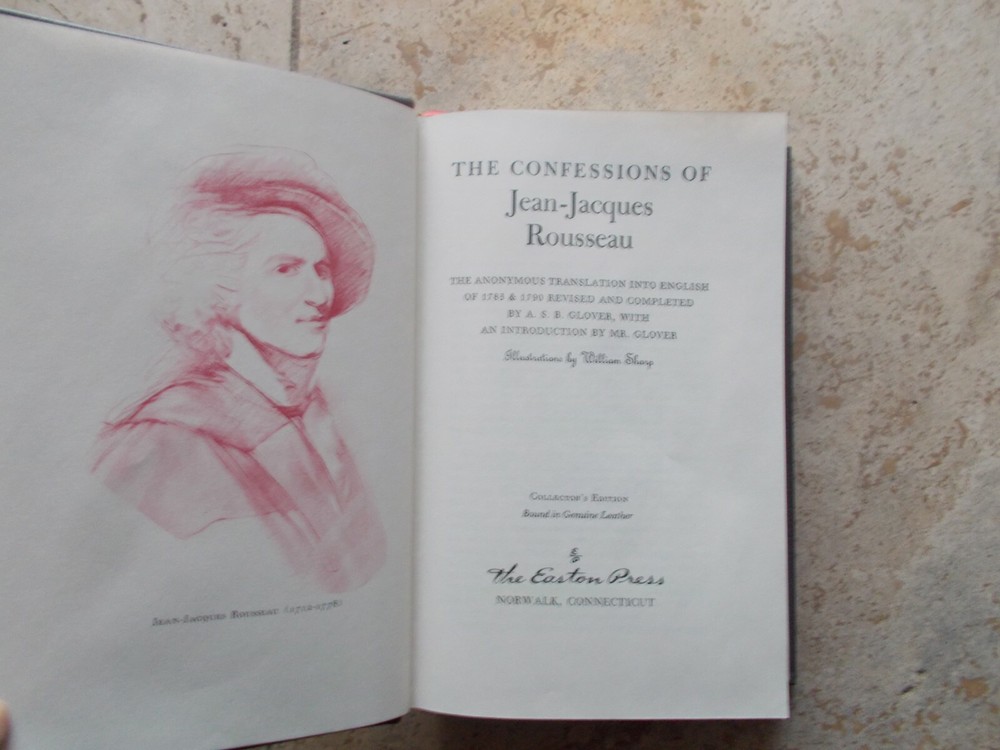 JEAN-JACQUES ROUSSEAU (1712-1778)
THE CONFESSIONS OF
Jean-Jacques
Rousseau
THE ANONYMOUS TRANSLATION INTO ENGLISH
OF 1783 & 1790 REVISED AND COMPLETED
BY A. S. B. GLOVER, WITH
AN INTRODUCTION BY MR. GLOVER
Illustrations by William Sharp
COLLECTOR'S EDITION
Bound in Genuine Leather
The Easton Press
NORWALK, CONNECTICUT